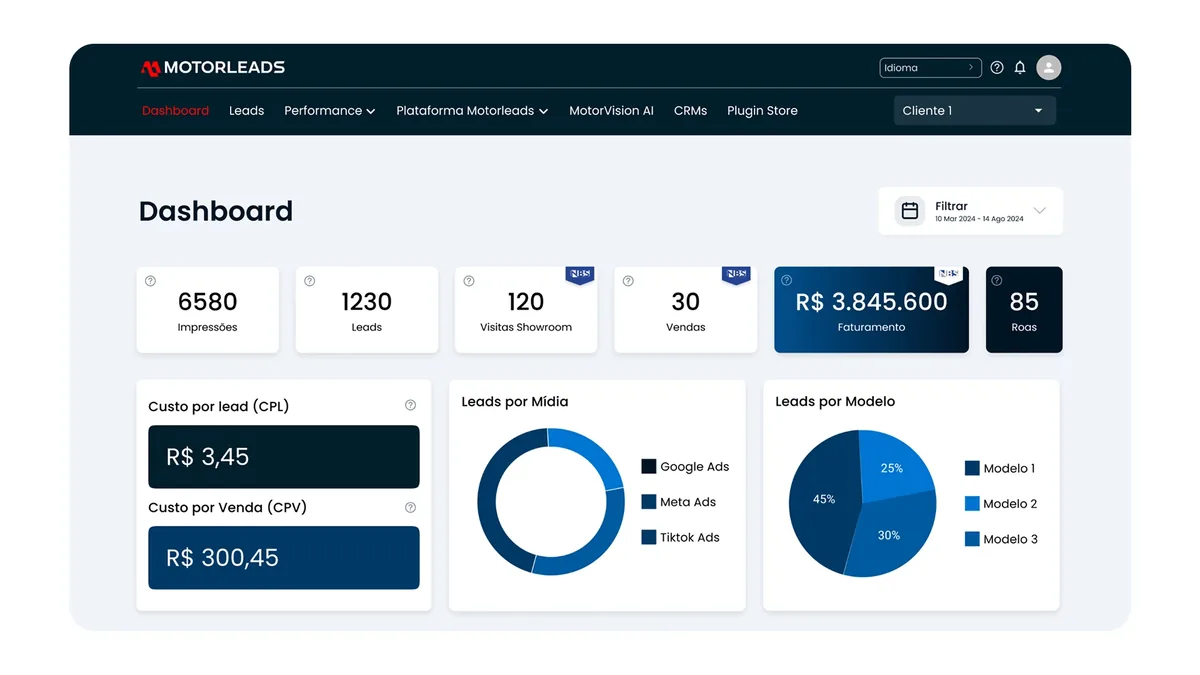 MOTORLEADS
Idioma
Dashboard Leads Performance Plataforma Motorleads MotorVision AI CRMs Plugin Store Cliente 1
Dashboard
Filtrar
10 Mar 2024 - 14 Ago 2024
6580
Impressões
1230
Leads
NBS
120
Visitas Showroom
NBS
30
Vendas
NBS
R$ 3.845.600
Faturamento
85
Roas
Custo por lead (CPL)
R$ 3,45
Custo por Venda (CPV)
R$ 300,45
Leads por Mídia
Google Ads
Meta Ads
Tiktok Ads
Leads por Modelo
25%
45%
30%
Modelo 1
Modelo 2
Modelo 3